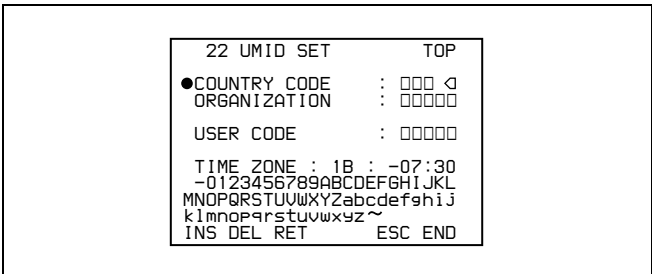 22 UMID SET TOP
●COUNTRY CODE : □□□ ◁
ORGANIZATION : □□□□□
USER CODE : □□□□□
TIME ZONE : 1B : -07:30
-0123456789ABCDEFGHIJKL
MNOPQRSTUVWXYZabcdefghij
klmnopqrstuvwxyz~
INS DEL RET ESC END